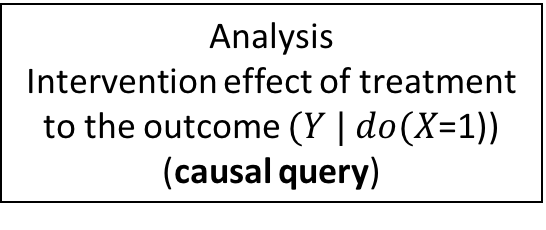 Analysis
Intervention effect of treatment
to the outcome (Y | do(X=1))
(causal query)